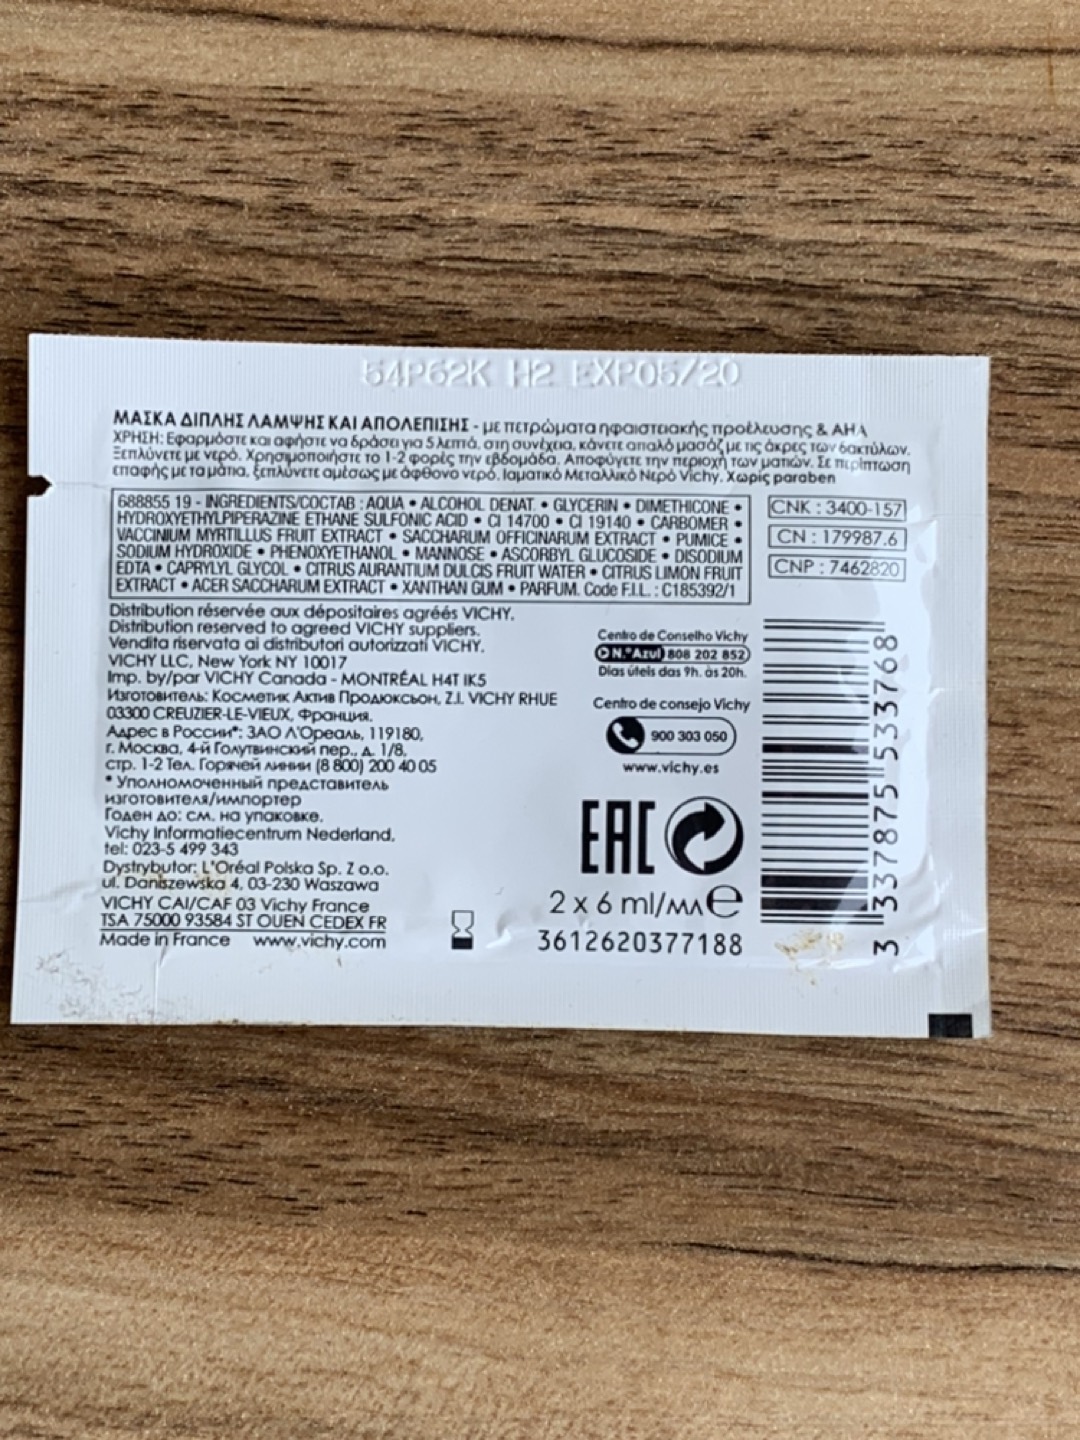 54P62K H2 EXP05/20
ΜΑΣΚΑ ΔΙΠΛΗΣ ΛΑΜΨΗΣ ΚΑΙ ΑΠΟΛΕΠΙΣΗΣ - με πετρώματα ηφαιστειακής προέλευσης & AHA
ΧΡΗΣΗ: Εφαρμόστε και αφήστε να δράσει για 5 λεπτά, στη συνέχεια, κάνετε απαλό μασάζ με τις άκρες των δακτύλων.
Ξεπλύνετε με νερό. Χρησιμοποιήστε το 1-2 φορές την εβδομάδα. Αποφύγετε την περιοχή των ματιών. Σε περίπτωση
επαφής με τα μάτια, ξεπλύνετε αμέσως με άφθονο νερό. Ιαματικό Μεταλλικό Νερό Vichy. Χωρίς paraben
688855 19 - INGREDIENTS/COCTAB : AQUA • ALCOHOL DENAT. • GLYCERIN • DIMETHICONE •
HYDROXYETHYLPIPERAZINE ETHANE SULFONIC ACID • CI 14700 • CI 19140 • CARBOMER •
VACCINIUM MYRTILLUS FRUIT EXTRACT • SACCHARUM OFFICINARUM EXTRACT • PUMICE •
SODIUM HYDROXIDE • PHENOXYETHANOL • MANNOSE • ASCORBYL GLUCOSIDE • DISODIUM
EDTA • CAPRYLYL GLYCOL • CITRUS AURANTIUM DULCIS FRUIT WATER • CITRUS LIMON FRUIT
EXTRACT • ACER SACCHARUM EXTRACT • XANTHAN GUM • PARFUM. Code F.I.L. : C185392/1
CNK : 3400-157
CN : 179987.6
CNP : 7462820
Distribution réservée aux dépositaires agréés VICHY.
Distribution reserved to agreed VICHY suppliers.
Vendita riservata ai distributori autorizzati VICHY.
VICHY LLC, New York NY 10017
Imp. by/par VICHY Canada - MONTRÉAL H4T IK5
Изготовитель: Косметик Актив Продюксьон, Z.I. VICHY RHUE
03300 CREUZIER-LE-VIEUX, Франция.
Адрес в России*: ЗАО Л'Ореаль, 119180,
г. Москва, 4-й Голутвинский пер., д. 1/8,
стр. 1-2 Тел. Горячей линии (8 800) 200 40 05
* Уполномоченный представитель
изготовителя/импортер
Годен до: см. на упаковке.
Vichy Informatiecentrum Nederland.
tel: 023-5 499 343
Dystrybutor: L'Oréal Polska Sp. Z o.o.
ul. Daniszewska 4, 03-230 Waszawa
VICHY CAI/CAF 03 Vichy France
TSA 75000 93584 ST OUEN CEDEX FR
Made in France www.vichy.com
Centro de Conselho Vichy
N.º Azul 808 202 852
Dias úteis das 9h. às 20h.
Centro de consejo Vichy
900 303 050
www.vichy.es
EAC
2 x 6 ml/мл e
3612620377188
3 337875 533768